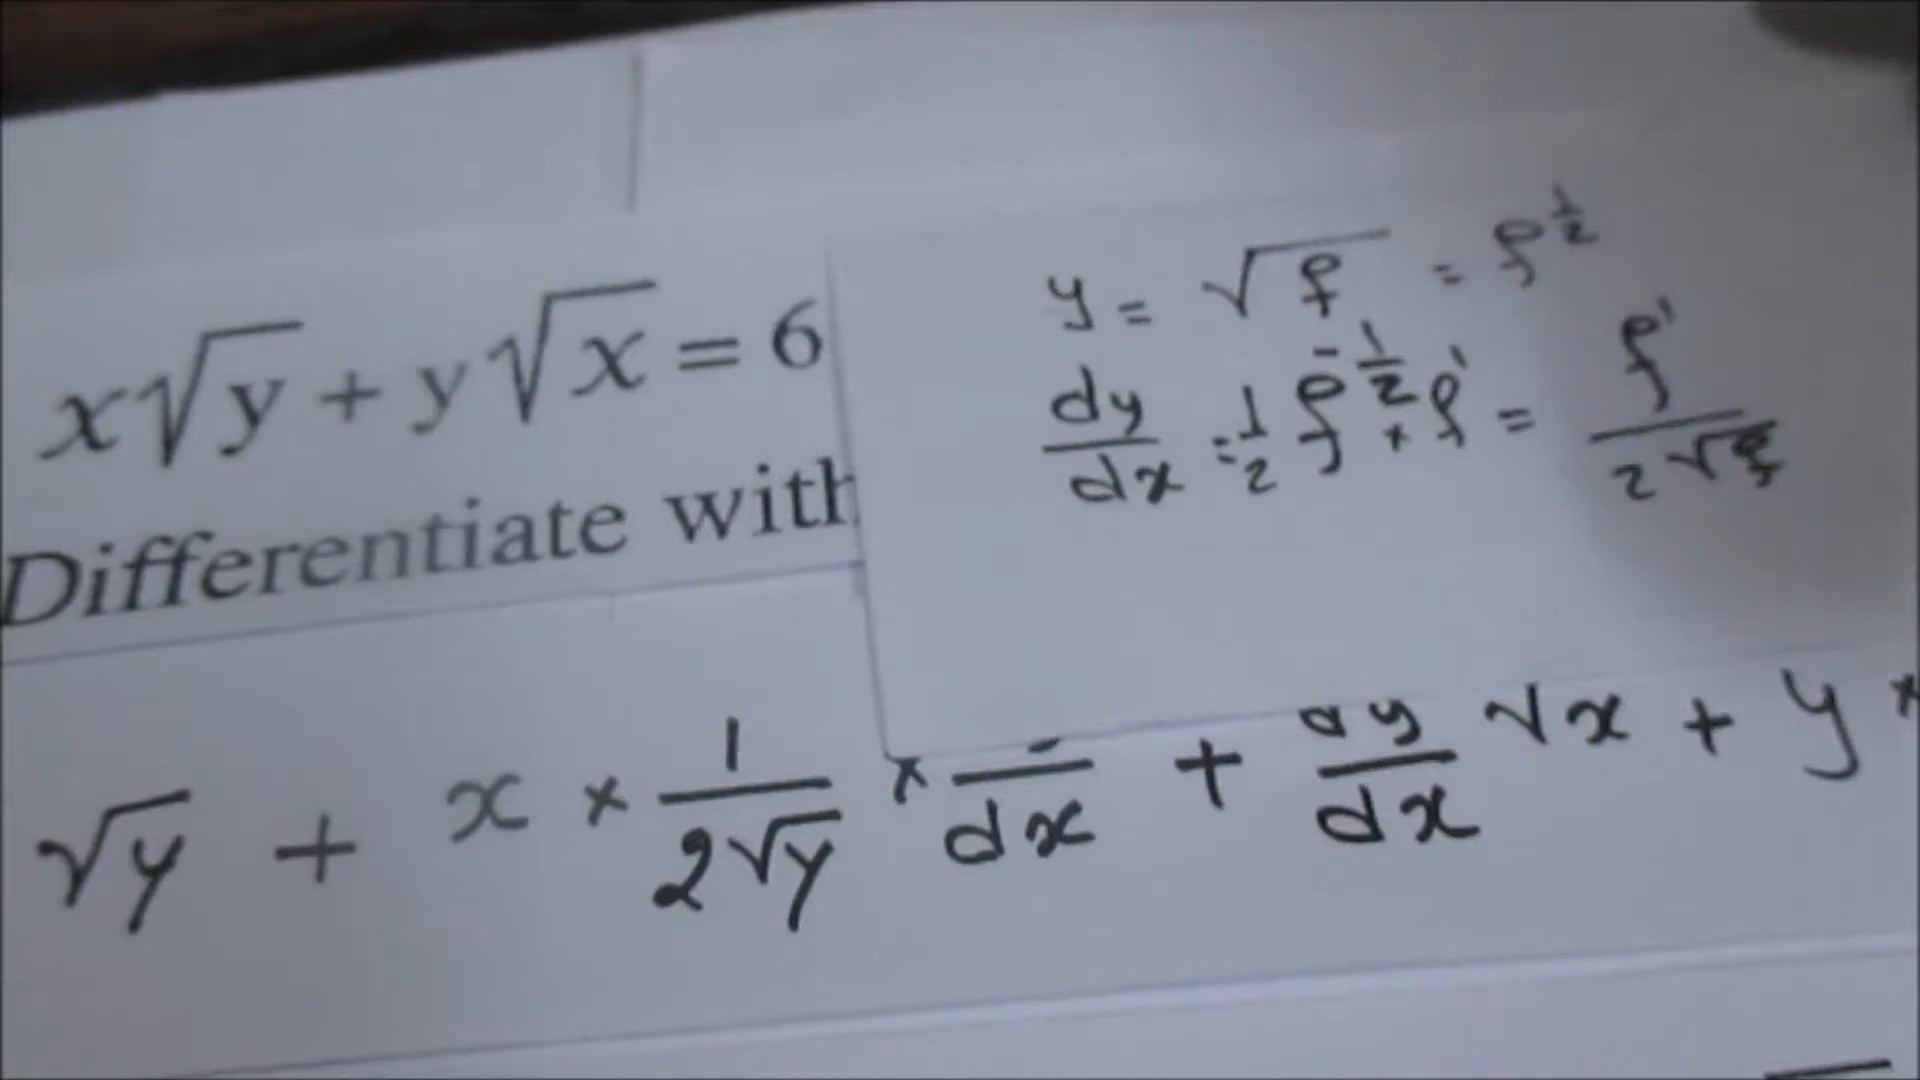 x√y + y√x = 6
Differentiate with
y = √f = f^(1/2)
dy/dx = 1/2 f^(-1/2) × f' = f'/(2√f)
√y + x × 1/(2√y) × /dx + dy/dx √x + y ×